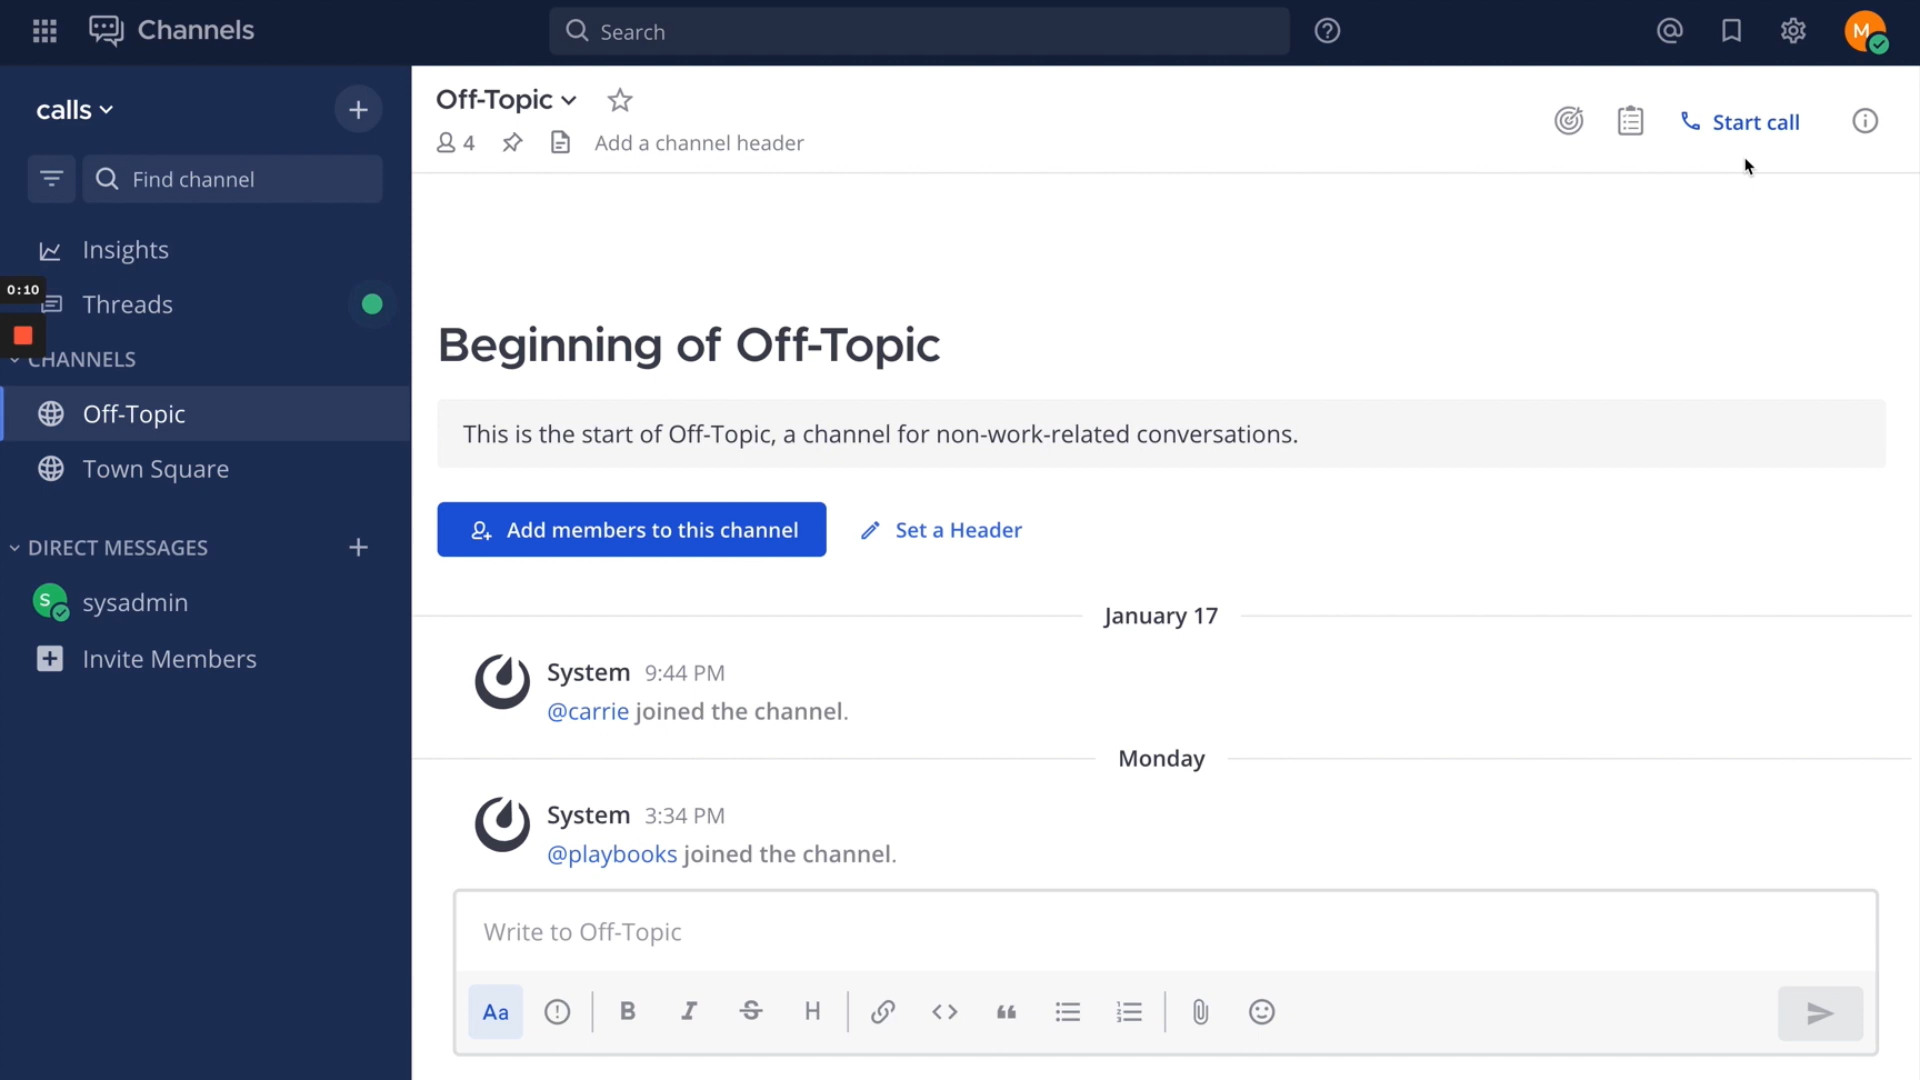 Channels
Search
M
calls
Find channel
Insights
0:10
Threads
CHANNELS
Off-Topic
Town Square
DIRECT MESSAGES
S
sysadmin
Invite Members
Off-Topic
4
Add a channel header
Start call
Beginning of Off-Topic
This is the start of Off-Topic, a channel for non-work-related conversations.
Add members to this channel
Set a Header
January 17
System 9:44 PM
@carrie joined the channel.
Monday
System 3:34 PM
@playbooks joined the channel.
Write to Off-Topic
Aa B I S H